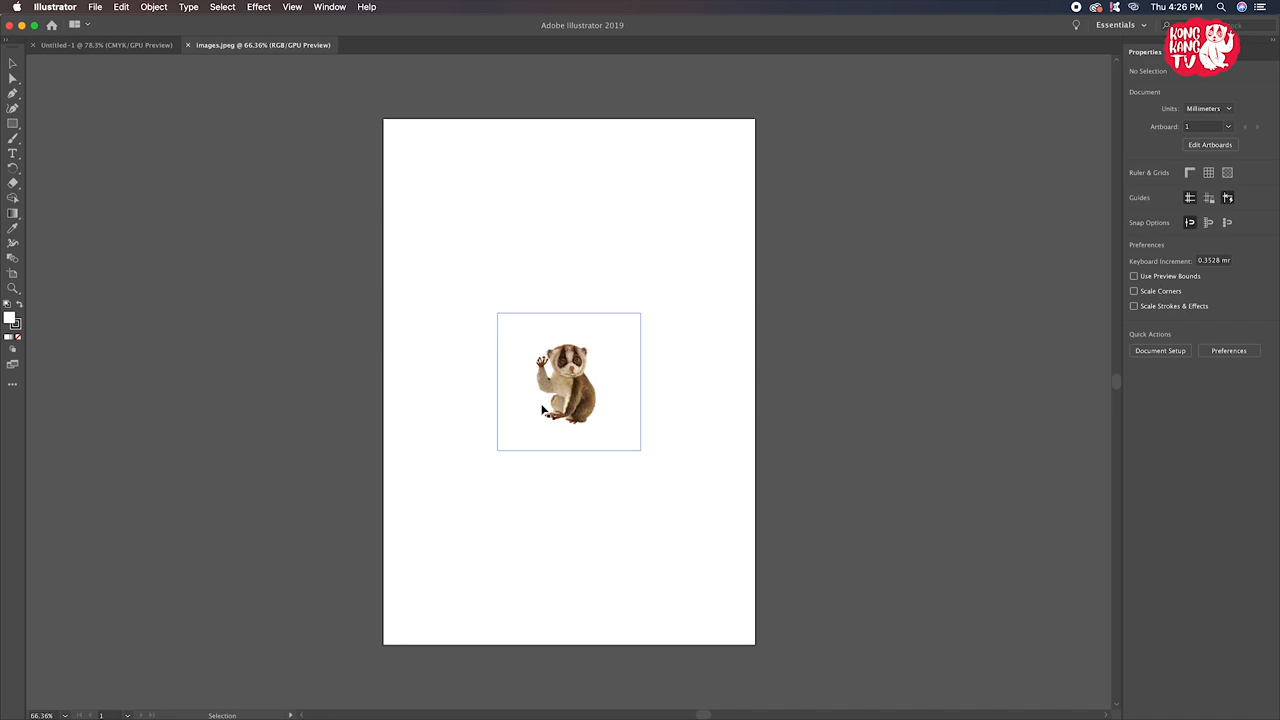 Illustrator File Edit Object Type Select Effect View Window Help
Thu 4:26 PM
Adobe Illustrator 2019
Essentials
Untitled-1 @ 78.3% (CMYK/GPU Preview)
images.jpeg @ 66.36% (RGB/GPU Preview)
KONG
KANG
TV
Properties
No Selection
Document
Units: Millimeters
Artboard: 1
Edit Artboards
Ruler & Grids
Guides
Snap Options
Preferences
Keyboard Increment: 0.3528 mr
Use Preview Bounds
Scale Corners
Scale Strokes & Effects
Quick Actions
Document Setup Preferences
66.36% 1 Selection